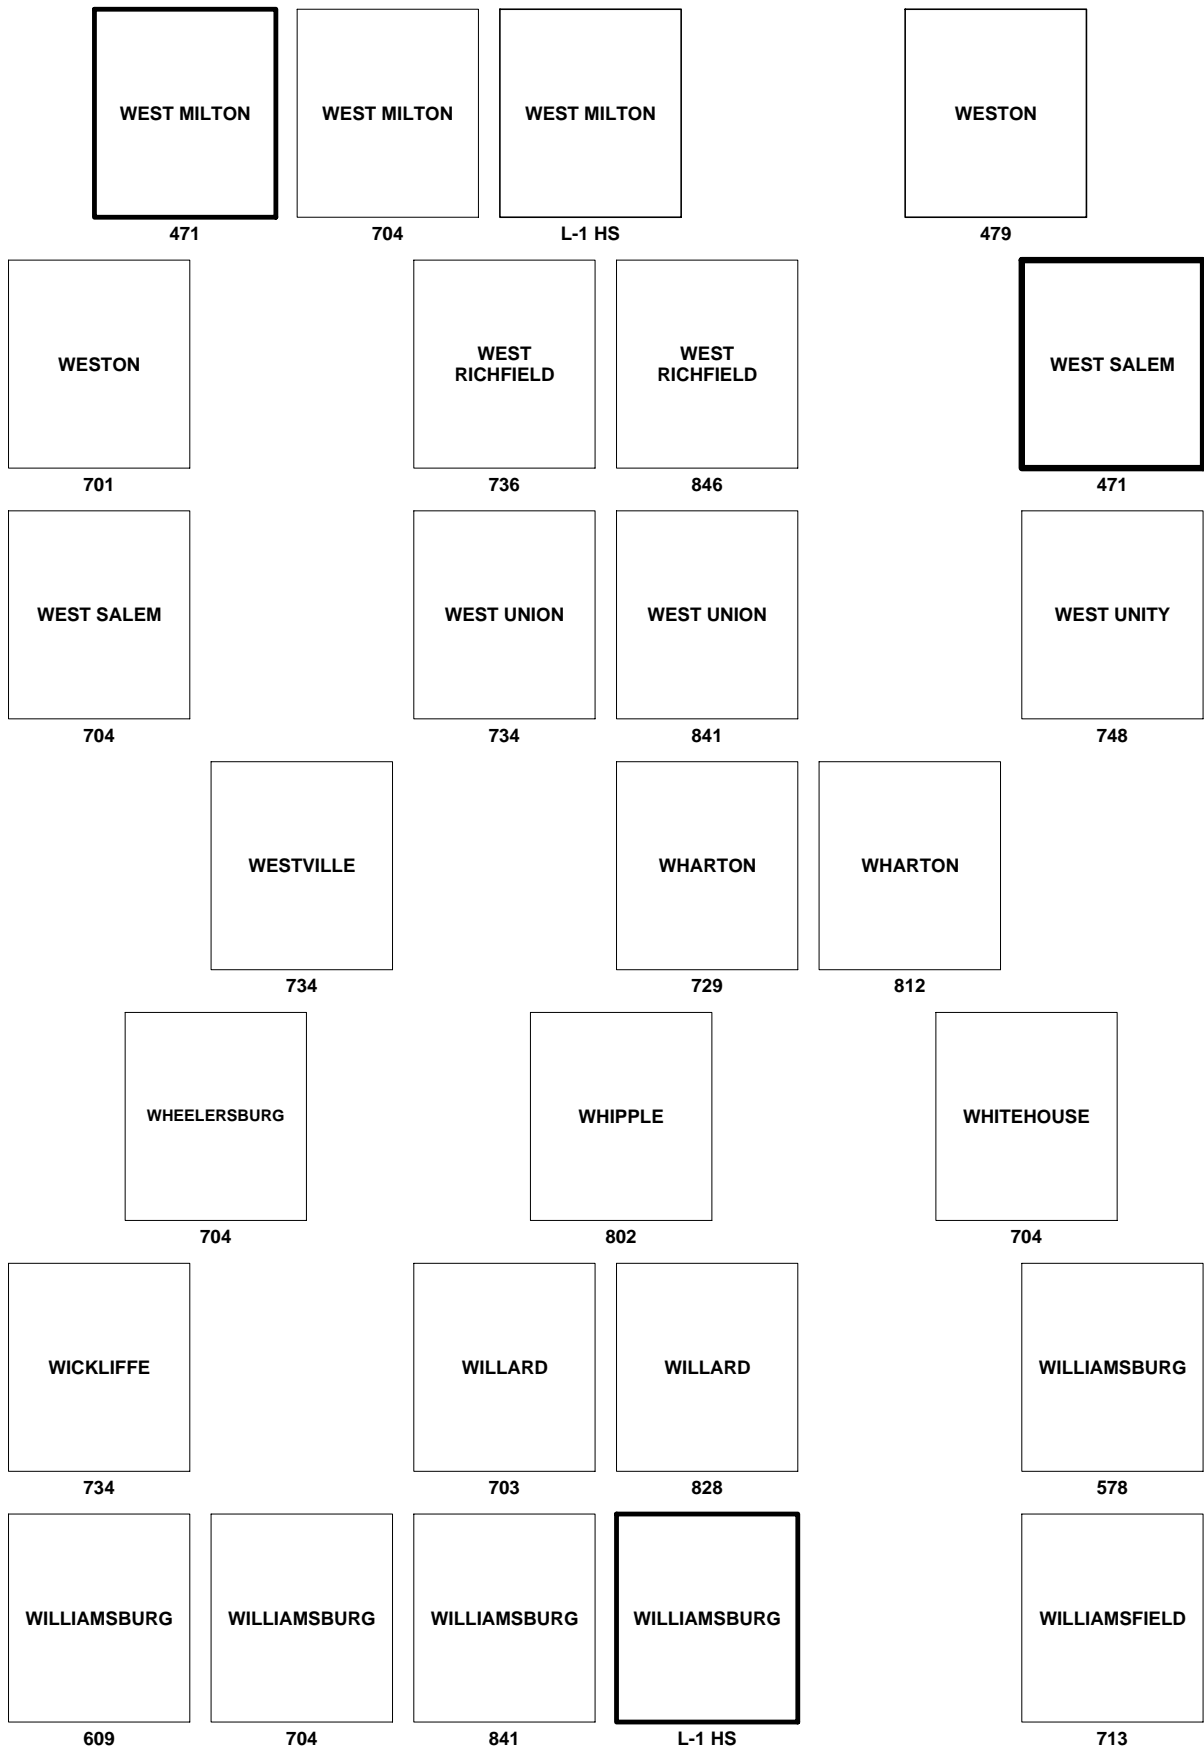 WEST MILTON WEST MILTON WEST MILTON WESTON
471 704 L-1 HS 479
WESTON WEST RICHFIELD WEST RICHFIELD WEST SALEM
701 736 846 471
WEST SALEM WEST UNION WEST UNION WEST UNITY
704 734 841 748
WESTVILLE WHARTON WHARTON
734 729 812
WHEELERSBURG WHIPPLE WHITEHOUSE
704 802 704
WICKLIFFE WILLARD WILLARD WILLIAMSBURG
734 703 828 578
WILLIAMSBURG WILLIAMSBURG WILLIAMSBURG WILLIAMSBURG WILLIAMSFIELD
609 704 841 L-1 HS 713